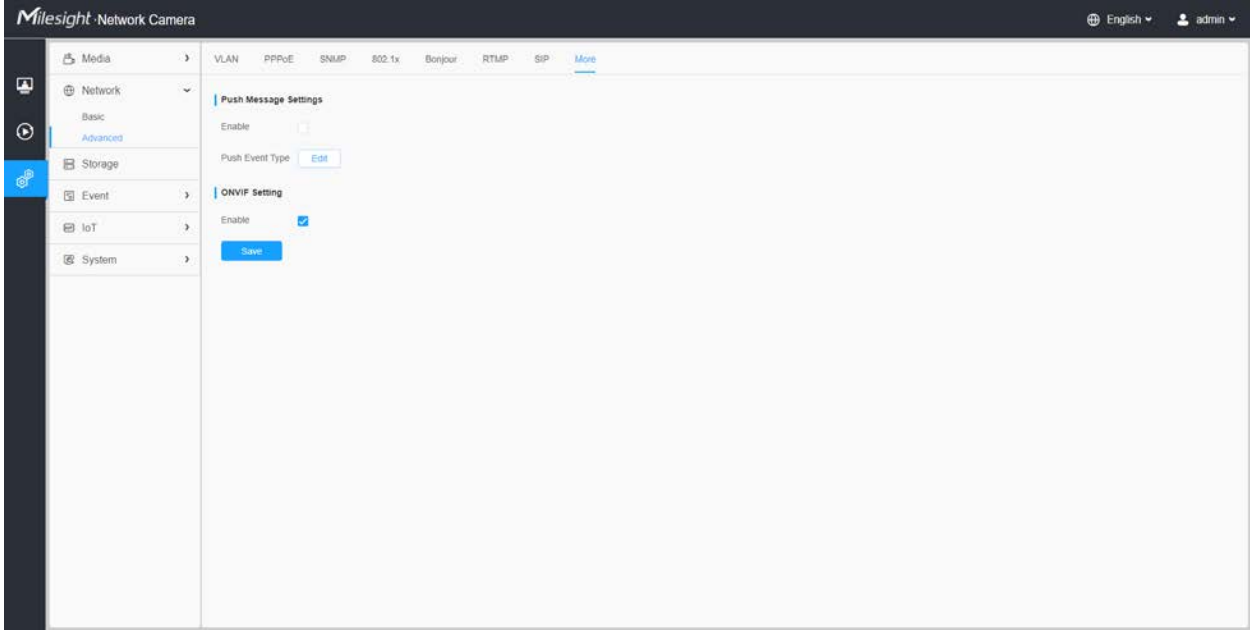 Milesight·Network Camera
English
admin
Media
Network
Basic
Advanced
Storage
Event
IoT
System
VLAN PPPoE SNMP 802.1x Bonjour RTMP SIP More
Push Message Settings
Enable
Push Event Type Edit
ONVIF Setting
Enable
Save